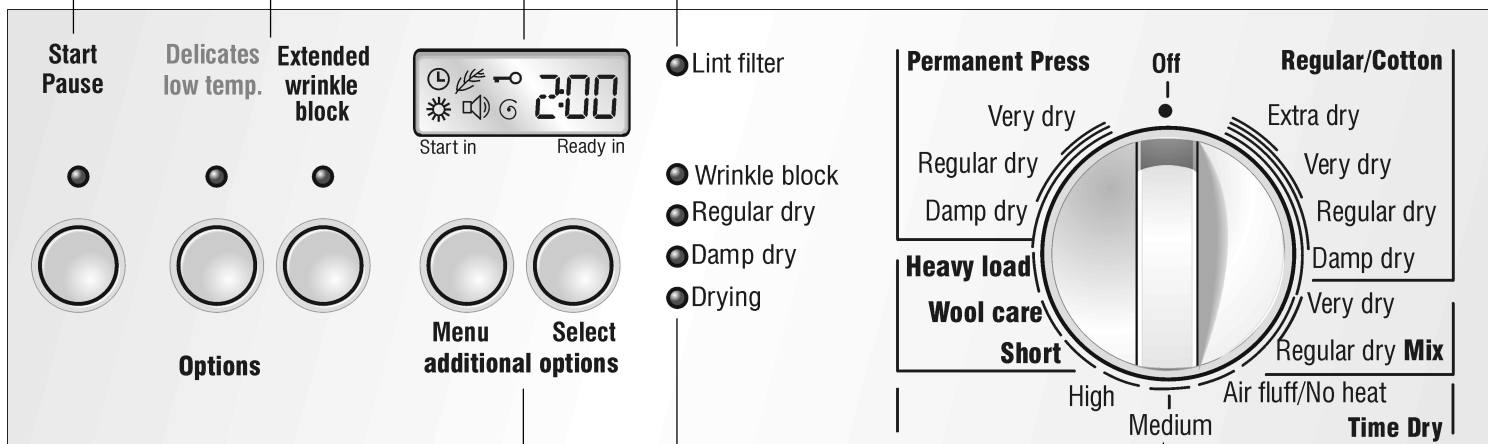 Start
Pause
Delicates
low temp.
Extended
wrinkle
block
2:00
Start in
Ready in
Menu
Select
additional options
Options
Lint filter
Wrinkle block
Regular dry
Damp dry
Drying
Permanent Press
Very dry
Regular dry
Damp dry
Heavy load
Wool care
Short
Off
Regular/Cotton
Extra dry
Very dry
Regular dry
Damp dry
Very dry
Regular dry Mix
High
Medium
Air fluff/No heat
Time Dry